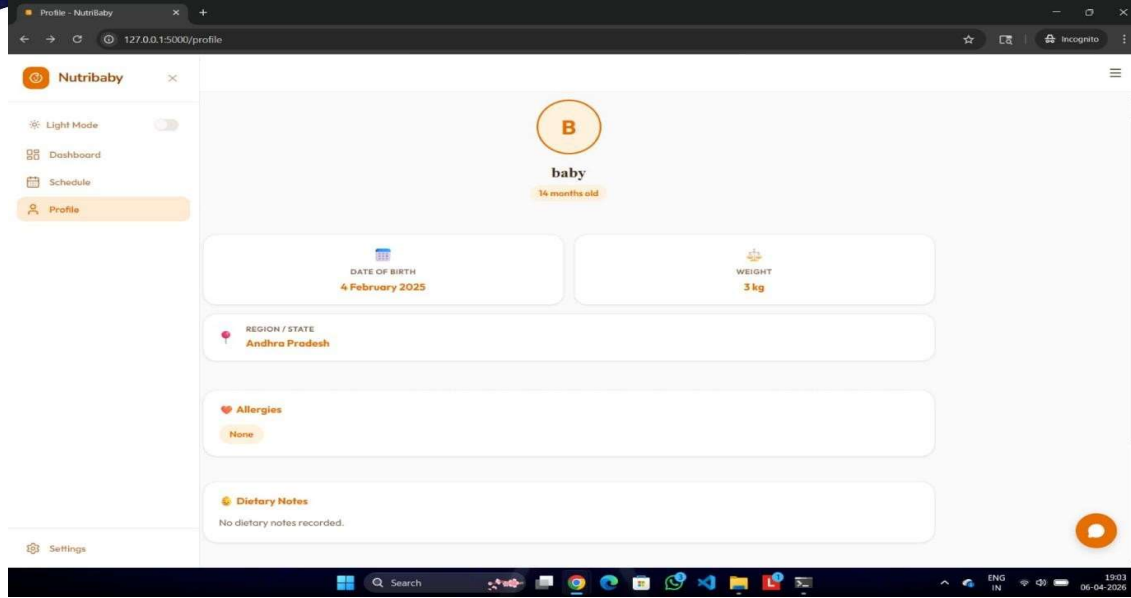 Profile - NutriBaby
127.0.0.1:5000/profile
Incognito
Nutribaby
Light Mode
Dashboard
Schedule
Profile
Settings
B
baby
14 months old
DATE OF BIRTH
4 February 2025
WEIGHT
3 kg
REGION / STATE
Andhra Pradesh
Allergies
None
Dietary Notes
No dietary notes recorded.
Search
ENG
IN
19:03
06-04-2026